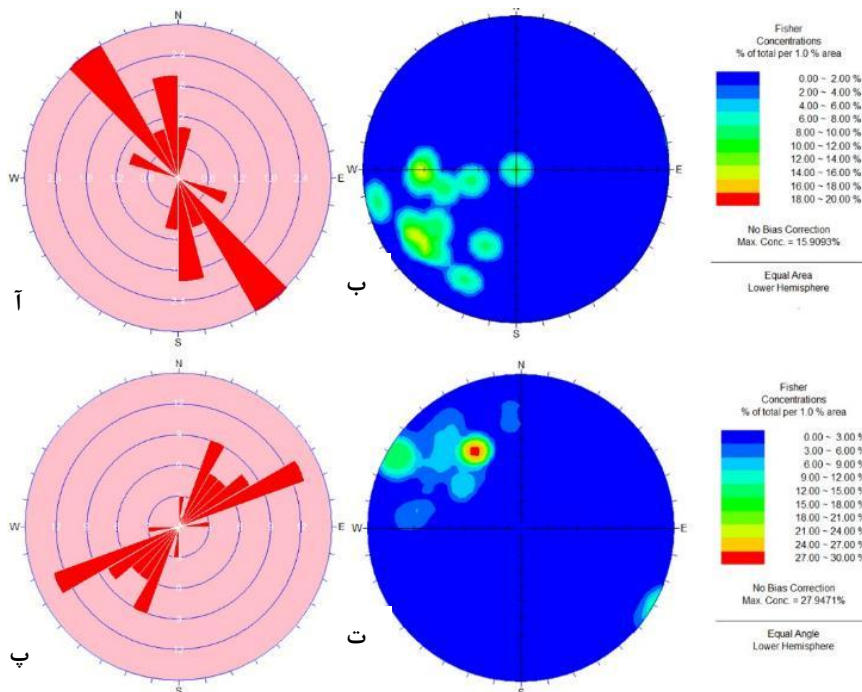 N
W
E
S
آ
W
E
S
ب
Fisher
Concentrations
% of total per 1.0 % area
0.00 ~ 2.00 %
2.00 ~ 4.00 %
4.00 ~ 6.00 %
6.00 ~ 8.00 %
8.00 ~ 10.00 %
10.00 ~ 12.00 %
12.00 ~ 14.00 %
14.00 ~ 16.00 %
16.00 ~ 18.00 %
18.00 ~ 20.00 %
No Bias Correction
Max. Conc. = 15.9093%
Equal Area
Lower Hemisphere
N
W
E
S
پ
N
W
E
S
ت
Fisher
Concentrations
% of total per 1.0 % area
0.00 ~ 3.00 %
3.00 ~ 6.00 %
6.00 ~ 9.00 %
9.00 ~ 12.00 %
12.00 ~ 15.00 %
15.00 ~ 18.00 %
18.00 ~ 21.00 %
21.00 ~ 24.00 %
24.00 ~ 27.00 %
27.00 ~ 30.00 %
No Bias Correction
Max. Conc. = 27.9471%
Equal Angle
Lower Hemisphere